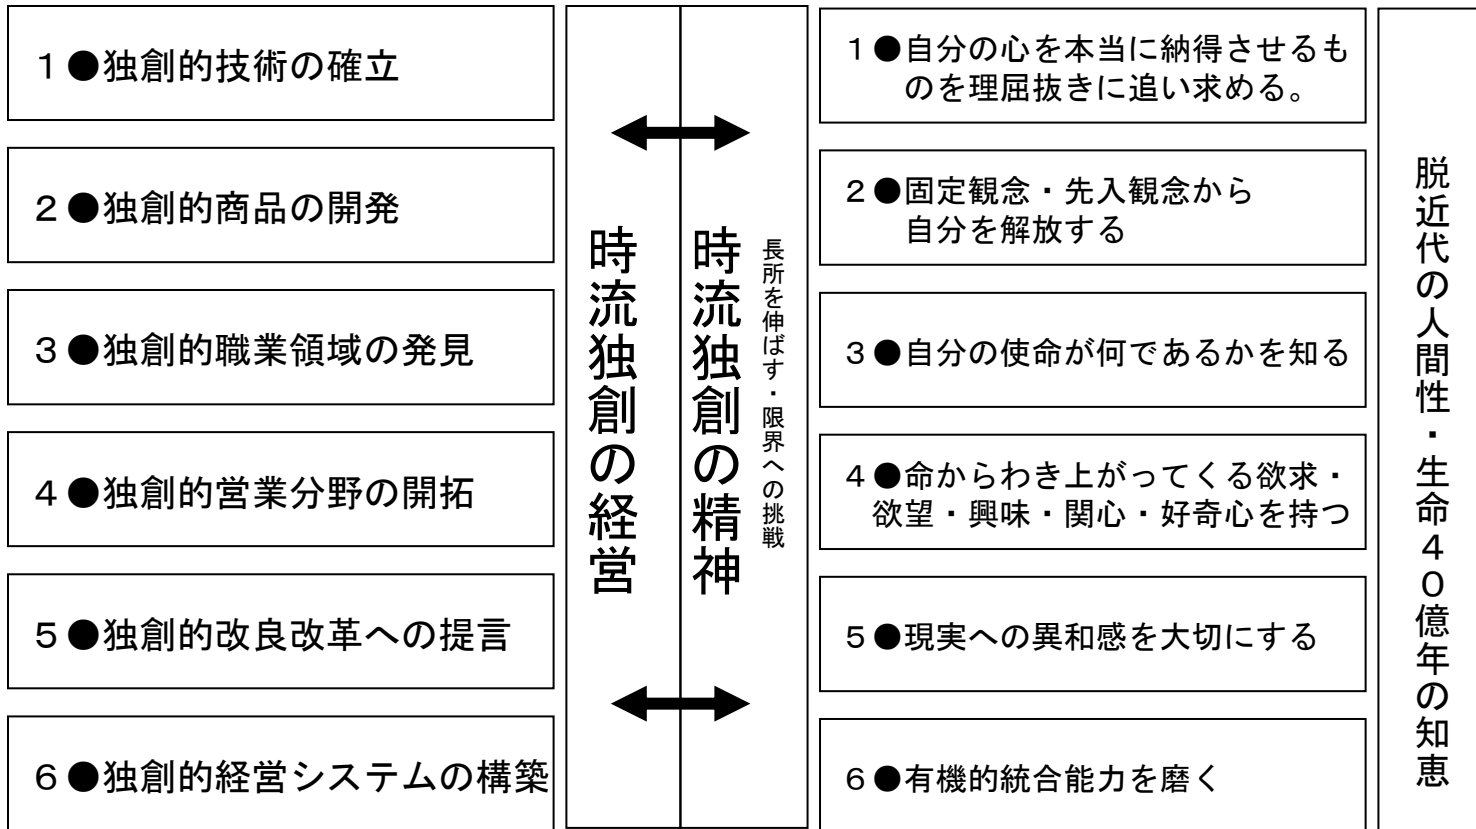 １●独創的技術の確立
２●独創的商品の開発
３●独創的職業領域の発見
４●独創的営業分野の開拓
５●独創的改良改革への提言
６●独創的経営システムの構築
時流独創の経営
時流独創の精神
長所を伸ばす・限界への挑戦
１●自分の心を本当に納得させるも
のを理屈抜きに追い求める。
２●固定観念・先入観念から
自分を解放する
３●自分の使命が何であるかを知る
４●命からわき上がってくる欲求・
欲望・興味・関心・好奇心を持つ
５●現実への異和感を大切にする
６●有機的統合能力を磨く
脱近代の人間性・生命４０億年の知恵